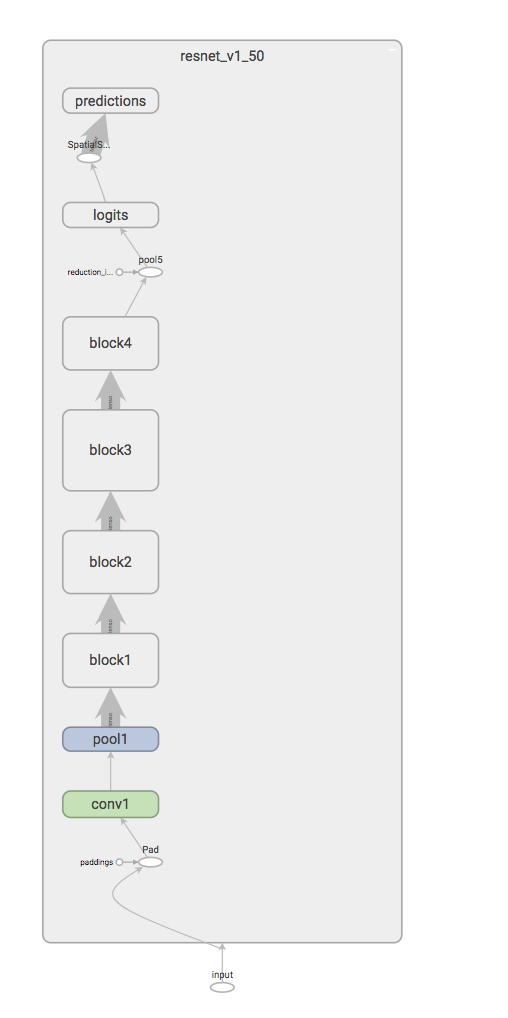 resnet_v1_50
predictions
SpatialS...
logits
pool5
reduction_i...
block4
block3
block2
block1
pool1
conv1
Pad
paddings
input